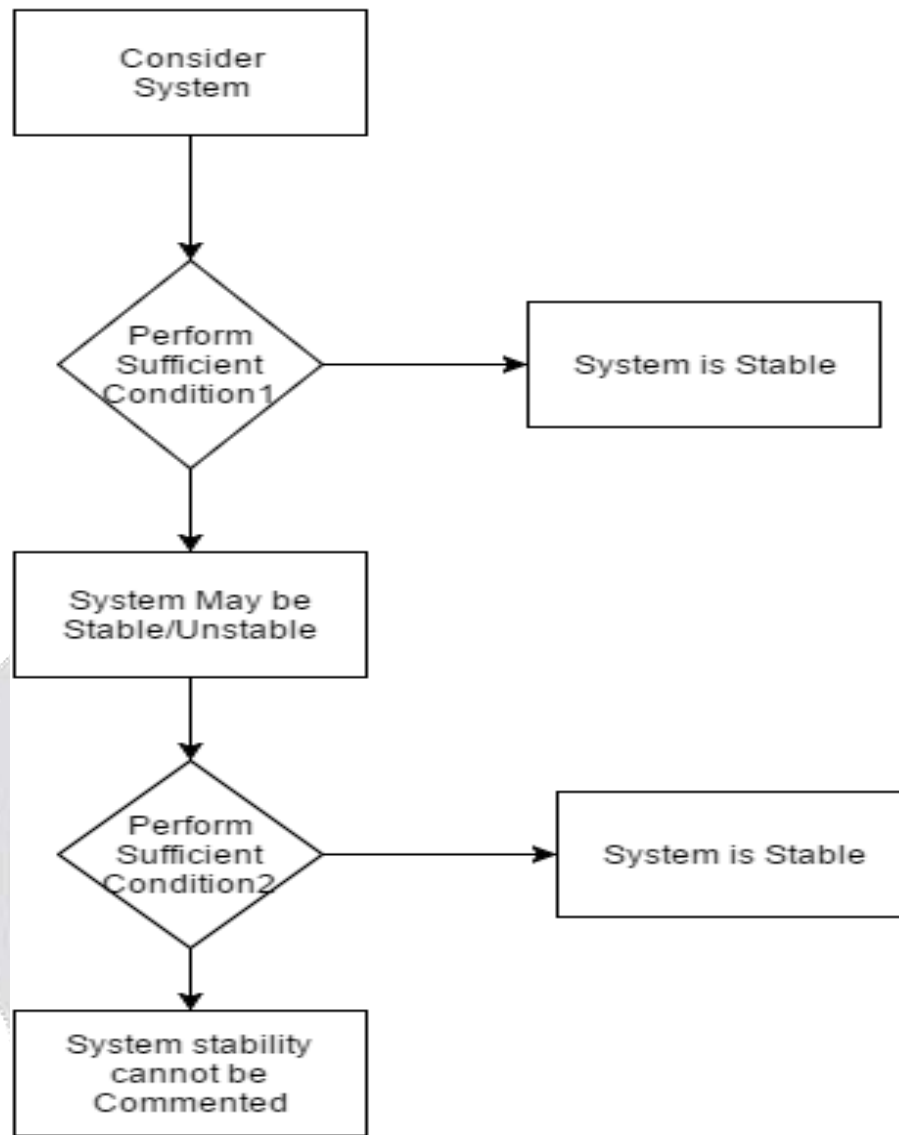 Consider
System
Perform
Sufficient
Condition1
System is Stable
System May be
Stable/Unstable
Perform
Sufficient
Condition2
System is Stable
System stability
cannot be
Commented